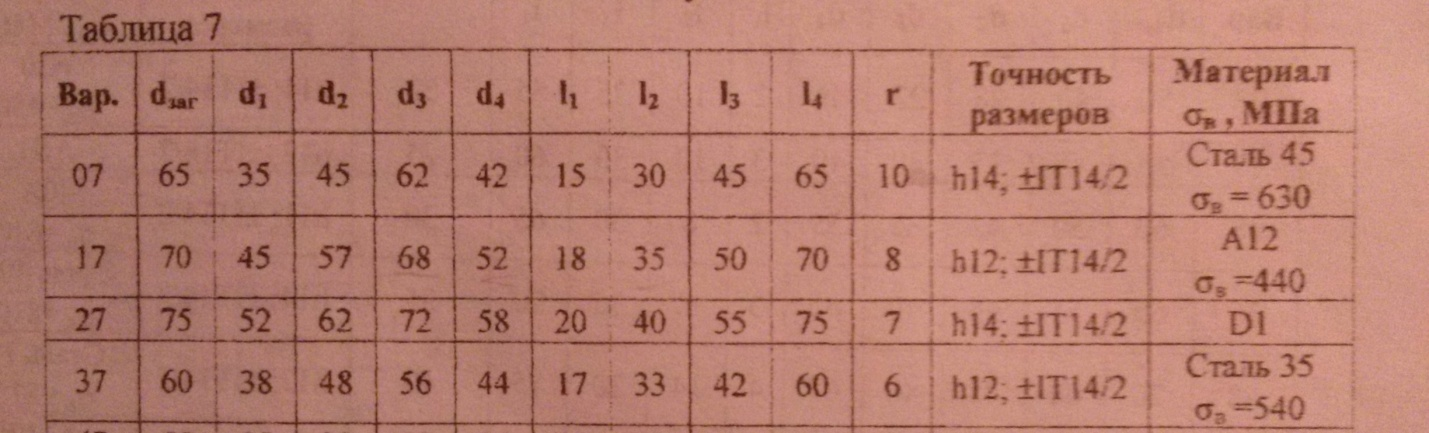 Таблица 7
Вар. dзаг d1 d2 d3 d4 l1 l2 l3 l4 r Точность размеров Материал σв , МПа
07 65 35 45 62 42 15 30 45 65 10 h14; ±IT14/2 Сталь 45 σв = 630
17 70 45 57 68 52 18 35 50 70 8 h12; ±IT14/2 А12 σв =440
27 75 52 62 72 58 20 40 55 75 7 h14; ±IT14/2 D1
37 60 38 48 56 44 17 33 42 60 6 h12; ±IT14/2 Сталь 35 σв =540